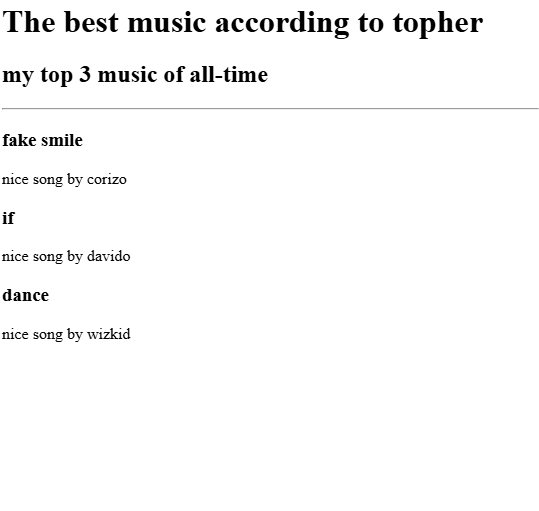 The best music according to topher
my top 3 music of all-time
fake smile
nice song by corizo
if
nice song by davido
dance
nice song by wizkid